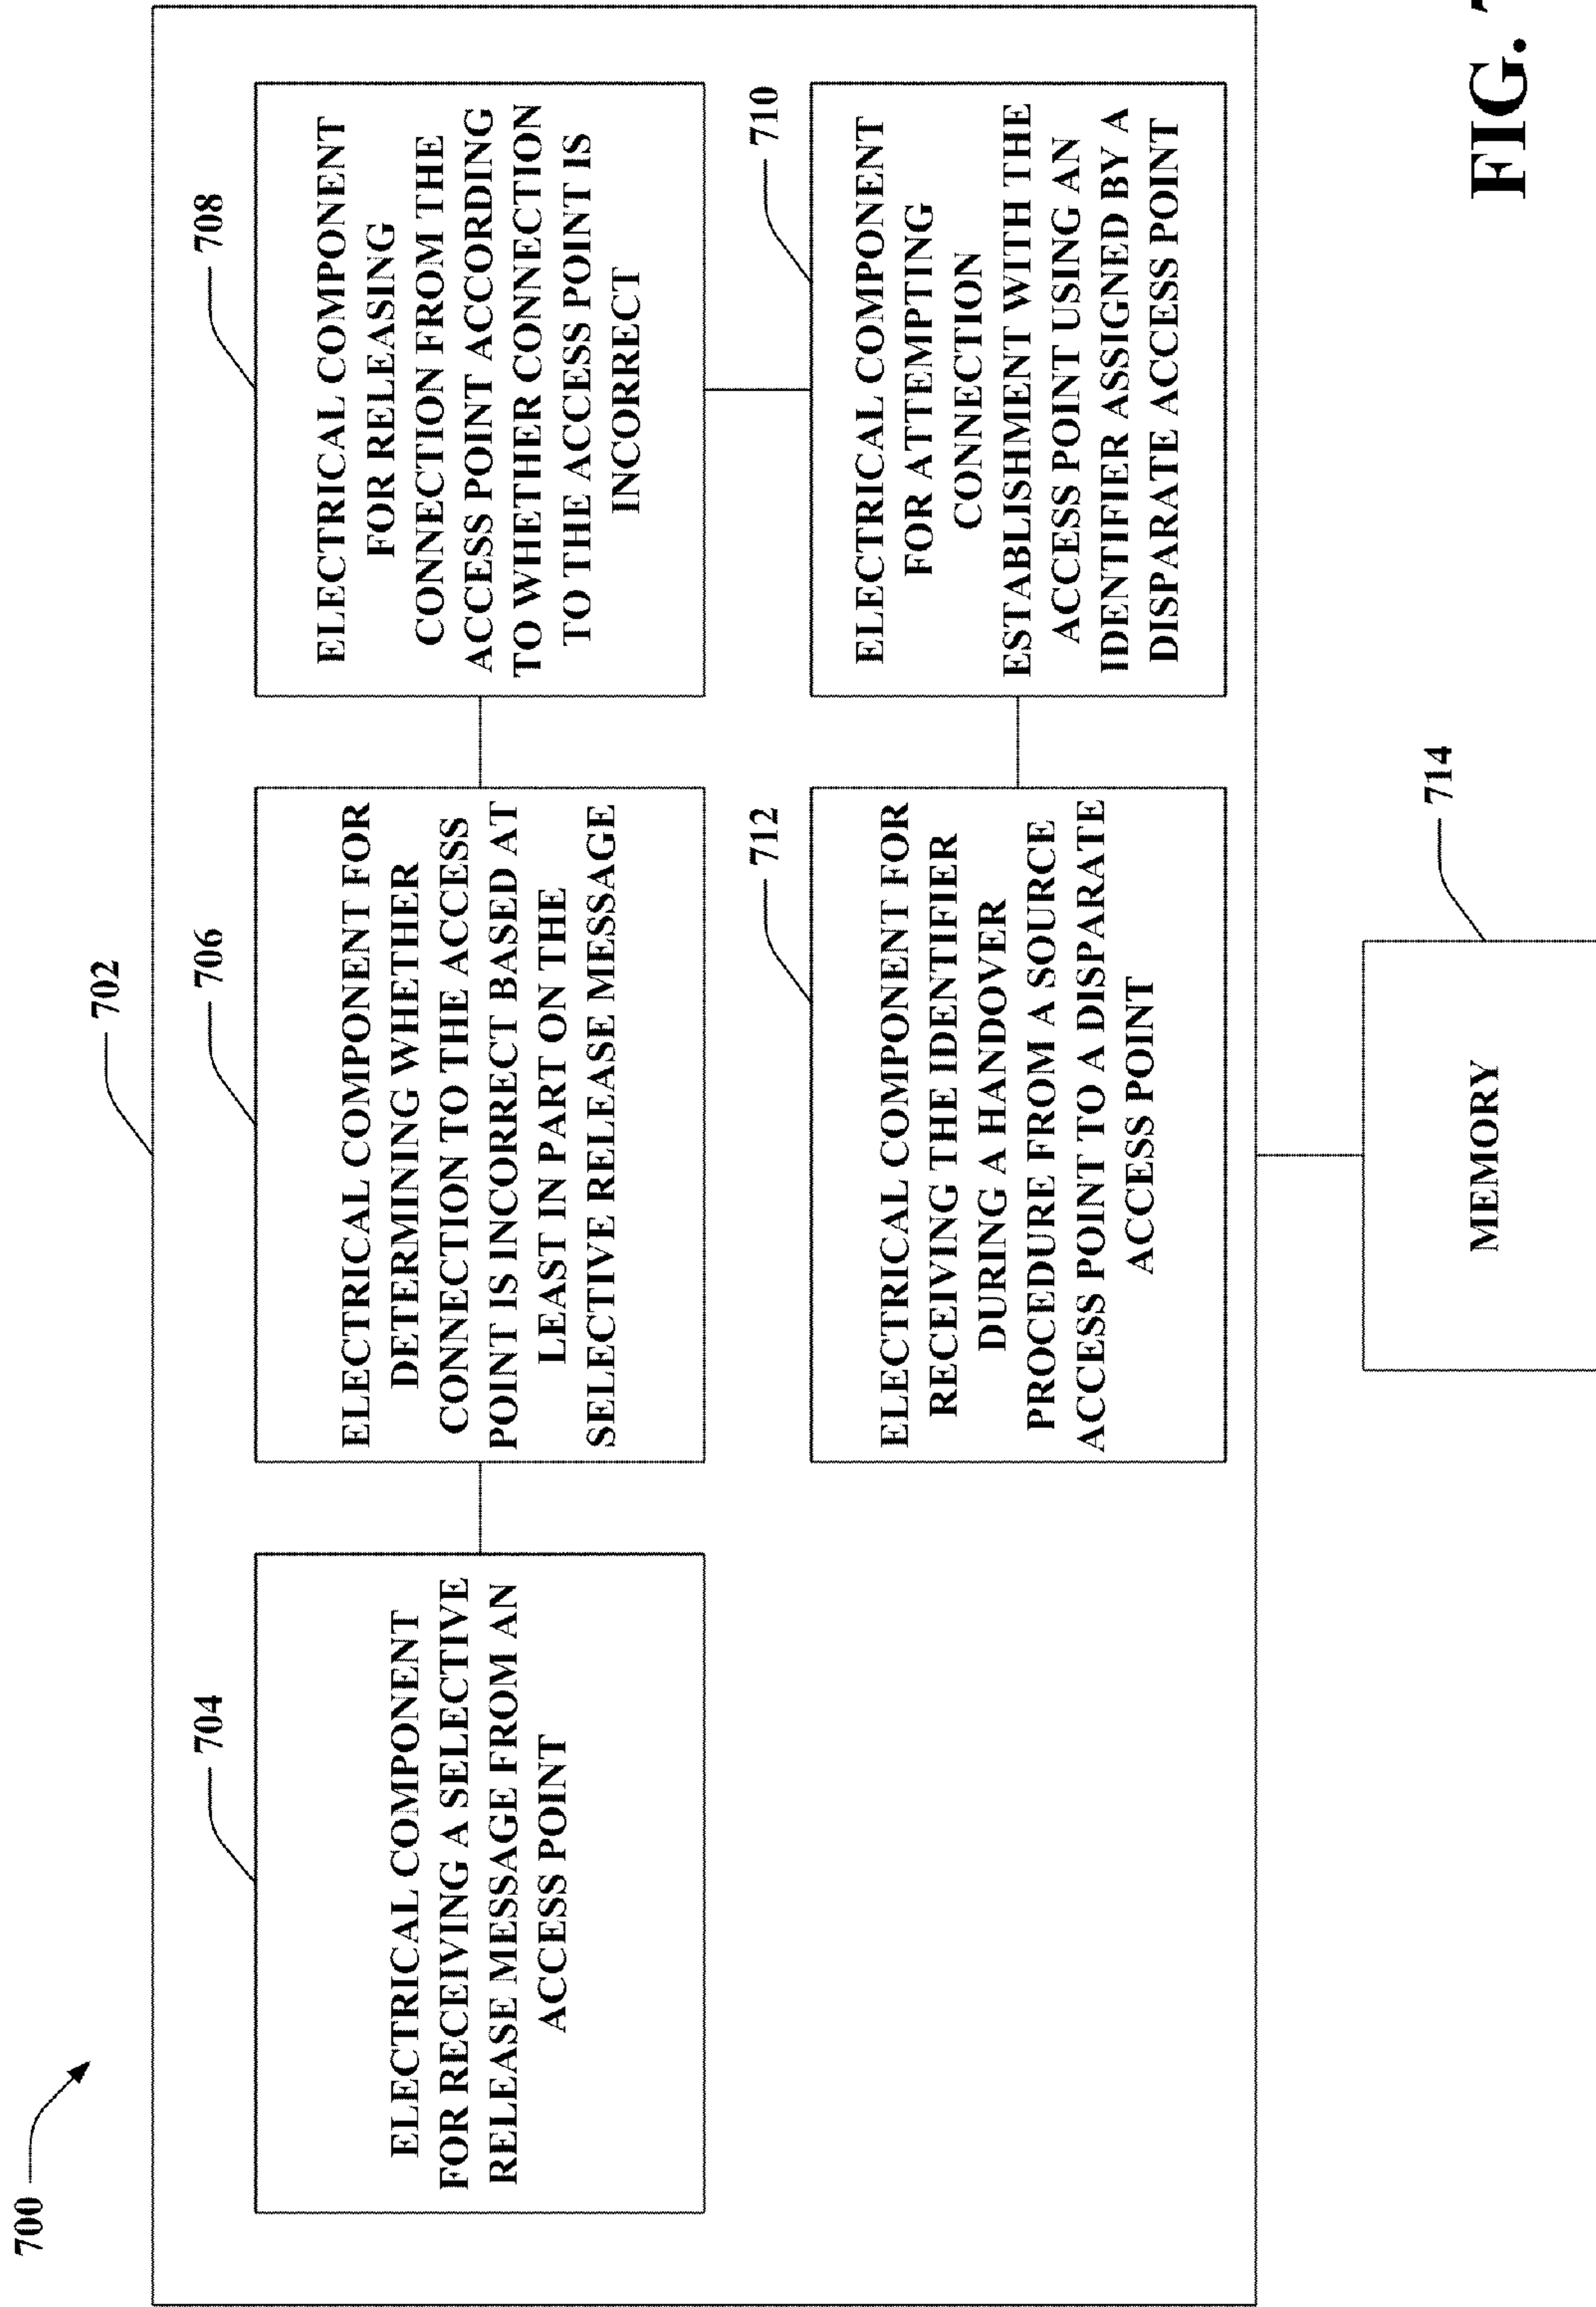 700
702
704
ELECTRICAL COMPONENT
FOR RECEIVING A SELECTIVE
RELEASE MESSAGE FROM AN
ACCESS POINT
706
ELECTRICAL COMPONENT FOR
DETERMINING WHETHER
CONNECTION TO THE ACCESS
POINT IS INCORRECT BASED AT
LEAST IN PART ON THE
SELECTIVE RELEASE MESSAGE
708
ELECTRICAL COMPONENT
FOR RELEASING
CONNECTION FROM THE
ACCESS POINT ACCORDING
TO WHETHER CONNECTION
TO THE ACCESS POINT IS
INCORRECT
712
ELECTRICAL COMPONENT FOR
RECEIVING THE IDENTIFIER
DURING A HANDOVER
PROCEDURE FROM A SOURCE
ACCESS POINT TO A DISPARATE
ACCESS POINT
710
ELECTRICAL COMPONENT
FOR ATTEMPTING
CONNECTION
ESTABLISHMENT WITH THE
ACCESS POINT USING AN
IDENTIFIER ASSIGNED BY A
DISPARATE ACCESS POINT
714
MEMORY
FIG.